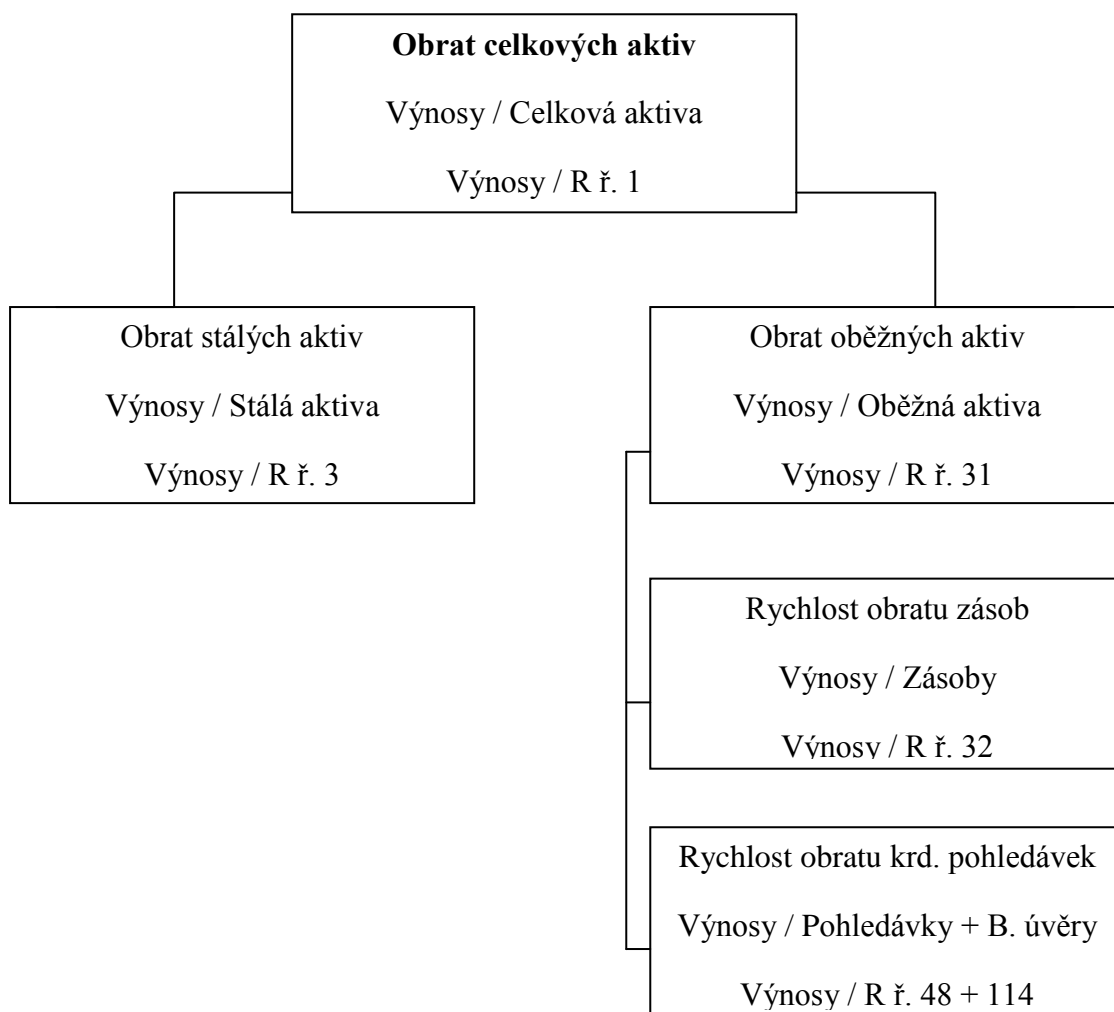 Obrat celkových aktiv
Výnosy / Celková aktiva
Výnosy / R ř. 1
Obrat stálých aktiv
Výnosy / Stálá aktiva
Výnosy / R ř. 3
Obrat oběžných aktiv
Výnosy / Oběžná aktiva
Výnosy / R ř. 31
Rychlost obratu zásob
Výnosy / Zásoby
Výnosy / R ř. 32
Rychlost obratu krd. pohledávek
Výnosy / Pohledávky + B. úvěry
Výnosy / R ř. 48 + 114